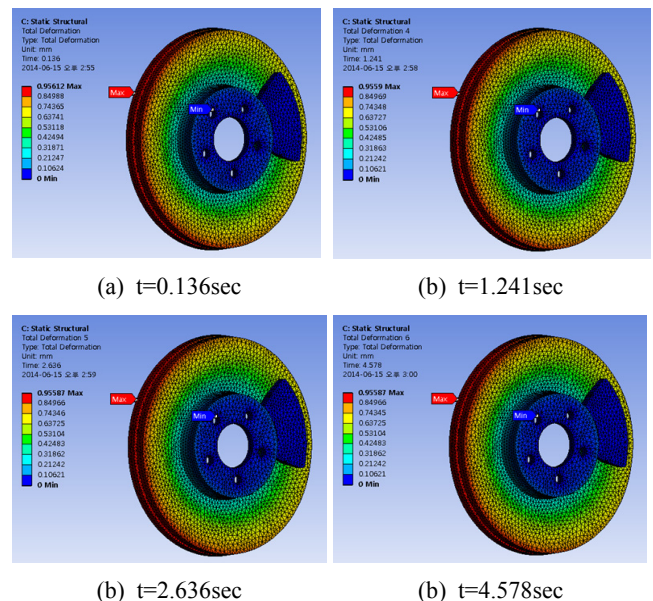 C: Static Structural
Total Deformation
Type: Total Deformation
Unit: mm
Time: 0.136
2014-06-15 오후 2:55
0.95612 Max
0.84988
0.74365
0.63741
0.53118
0.42494
0.31871
0.21247
0.10624
0 Min
Max
Min
C: Static Structural
Total Deformation 4
Type: Total Deformation
Unit: mm
Time: 1.241
2014-06-15 오후 2:58
0.9559 Max
0.84969
0.74348
0.63727
0.53106
0.42485
0.31863
0.21242
0.10621
0 Min
Max
Min
(a) t=0.136sec
(b) t=1.241sec
C: Static Structural
Total Deformation 5
Type: Total Deformation
Unit: mm
Time: 2.636
2014-06-15 오후 2:59
0.95587 Max
0.84966
0.74346
0.63725
0.53104
0.42483
0.31862
0.21242
0.10621
0 Min
Max
Min
C: Static Structural
Total Deformation 6
Type: Total Deformation
Unit: mm
Time: 4.578
2014-06-15 오후 3:00
0.95587 Max
0.84966
0.74345
0.63725
0.53104
0.42483
0.31862
0.21242
0.10621
0 Min
Max
Min
(b) t=2.636sec
(b) t=4.578sec